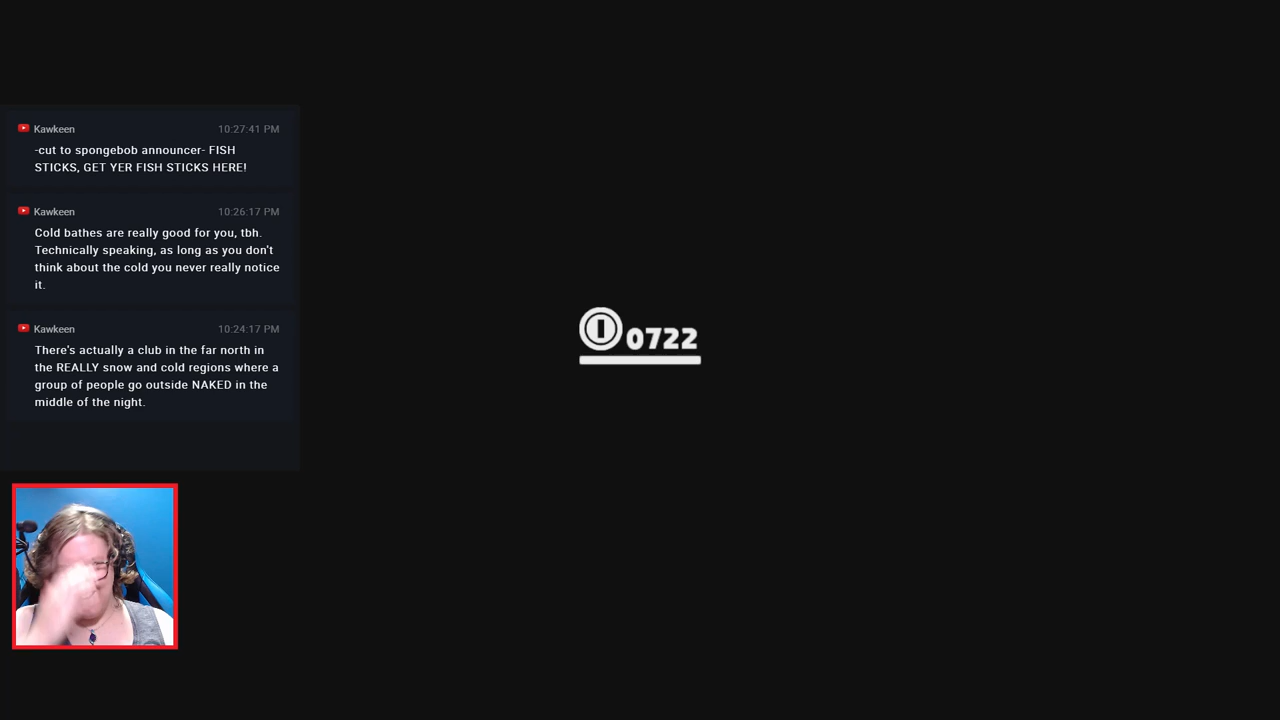 Kawkeen 10:27:41 PM
-cut to spongebob announcer- FISH
STICKS, GET YER FISH STICKS HERE!
Kawkeen 10:26:17 PM
Cold bathes are really good for you, tbh.
Technically speaking, as long as you don't
think about the cold you never really notice
it.
Kawkeen 10:24:17 PM
There's actually a club in the far north in
the REALLY snow and cold regions where a
group of people go outside NAKED in the
middle of the night.
0722